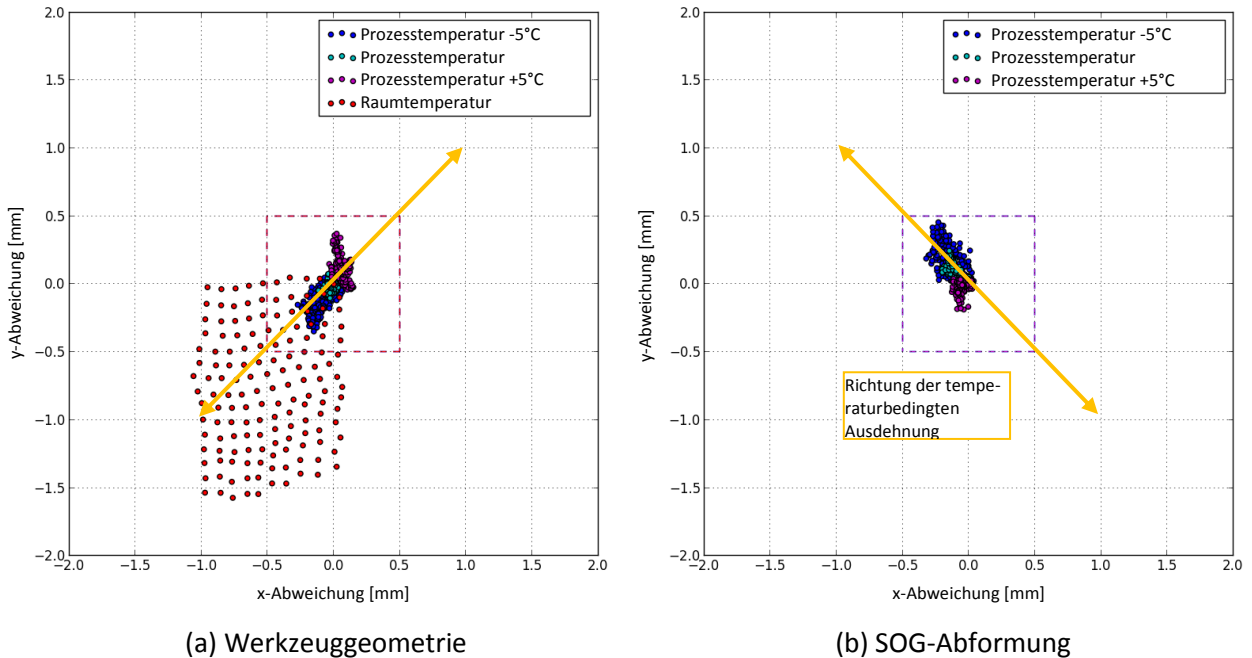 2.0
1.5
1.0
0.5
0.0
−0.5
−1.0
−1.5
−2.0
−2.0 −1.5 −1.0 −0.5 0.0 0.5 1.0 1.5 2.0
y-Abweichung [mm]
x-Abweichung [mm]
Prozesstemperatur -5°C
Prozesstemperatur
Prozesstemperatur +5°C
Raumtemperatur
(a) Werkzeuggeometrie
2.0
1.5
1.0
0.5
0.0
−0.5
−1.0
−1.5
−2.0
−2.0 −1.5 −1.0 −0.5 0.0 0.5 1.0 1.5 2.0
y-Abweichung [mm]
x-Abweichung [mm]
Prozesstemperatur -5°C
Prozesstemperatur
Prozesstemperatur +5°C
Richtung der tempe-
raturbedingten
Ausdehnung
(b) SOG-Abformung